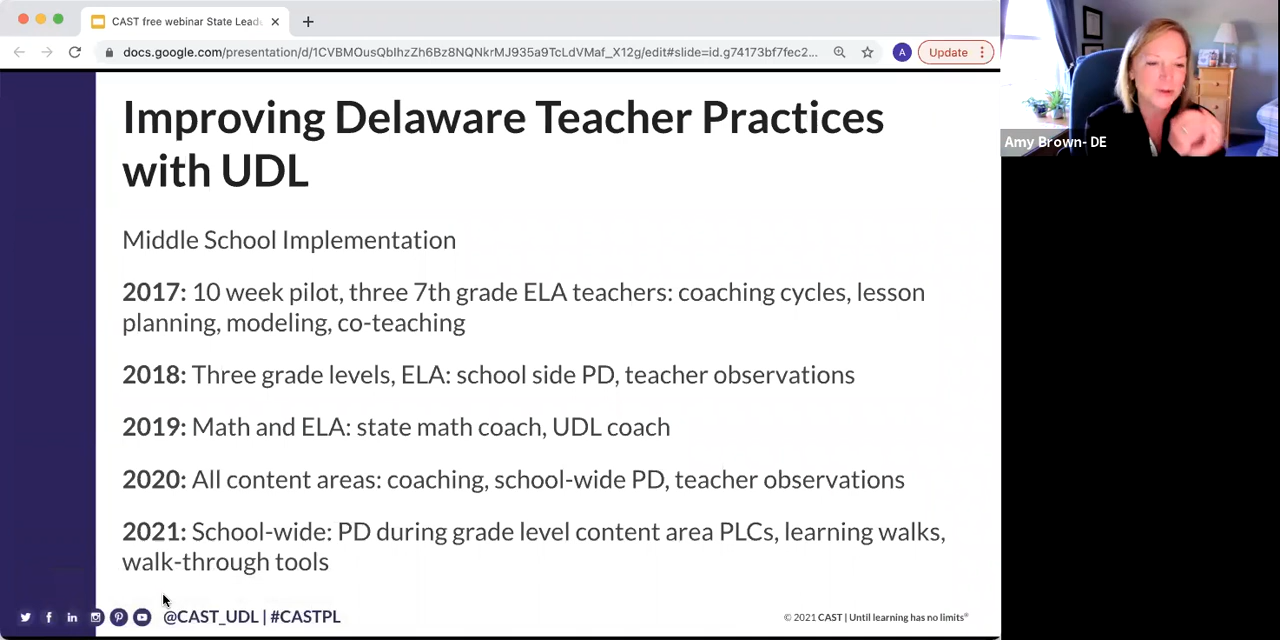 CAST free webinar State Lead
docs.google.com/presentation/d/1CVBMOusQbIhzZh6Bz8NQNkrMJ935a9TcLdVMaf_X12g/edit#slide=id.g74173bf7fec2...
A
Update
Improving Delaware Teacher Practices
with UDL
Amy Brown- DE
Middle School Implementation
2017: 10 week pilot, three 7th grade ELA teachers: coaching cycles, lesson
planning, modeling, co-teaching
2018: Three grade levels, ELA: school side PD, teacher observations
2019: Math and ELA: state math coach, UDL coach
2020: All content areas: coaching, school-wide PD, teacher observations
2021: School-wide: PD during grade level content area PLCs, learning walks,
walk-through tools
@CAST_UDL | #CASTPL
© 2021 CAST | Until learning has no limits®